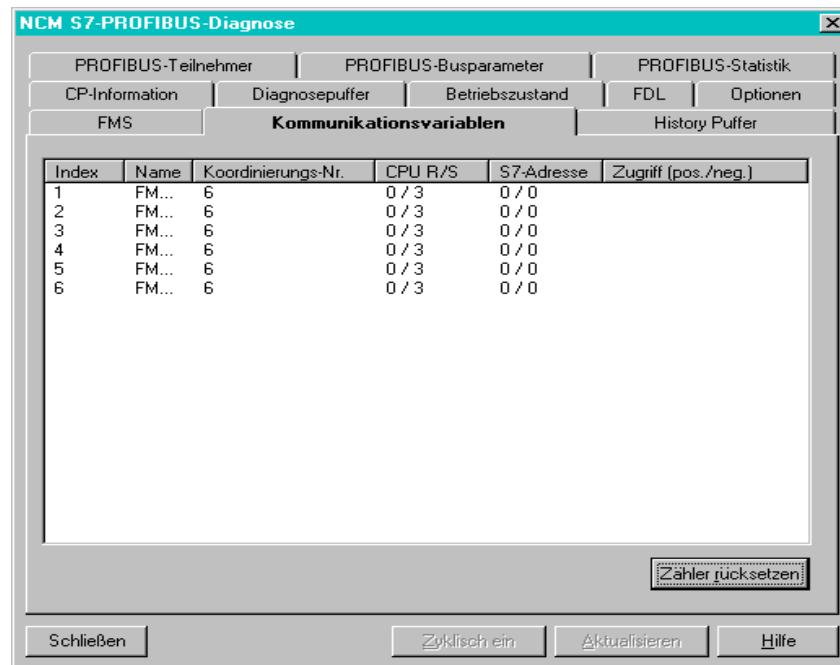 NCM S7-PROFIBUS-Diagnose
PROFIBUS-Teilnehmer PROFIBUS-Busparameter PROFIBUS-Statistik
CP-Information Diagnosepuffer Betriebszustand FDL Optionen
FMS Kommunikationsvariablen History Puffer
Index Name Koordinierungs-Nr. CPU R/S S7-Adresse Zugriff (pos./neg.)
1 FM... 6 0 / 3 0 / 0
2 FM... 6 0 / 3 0 / 0
3 FM... 6 0 / 3 0 / 0
4 FM... 6 0 / 3 0 / 0
5 FM... 6 0 / 3 0 / 0
6 FM... 6 0 / 3 0 / 0
Zähler rücksetzen
Schließen Zyklisch ein Aktualisieren Hilfe